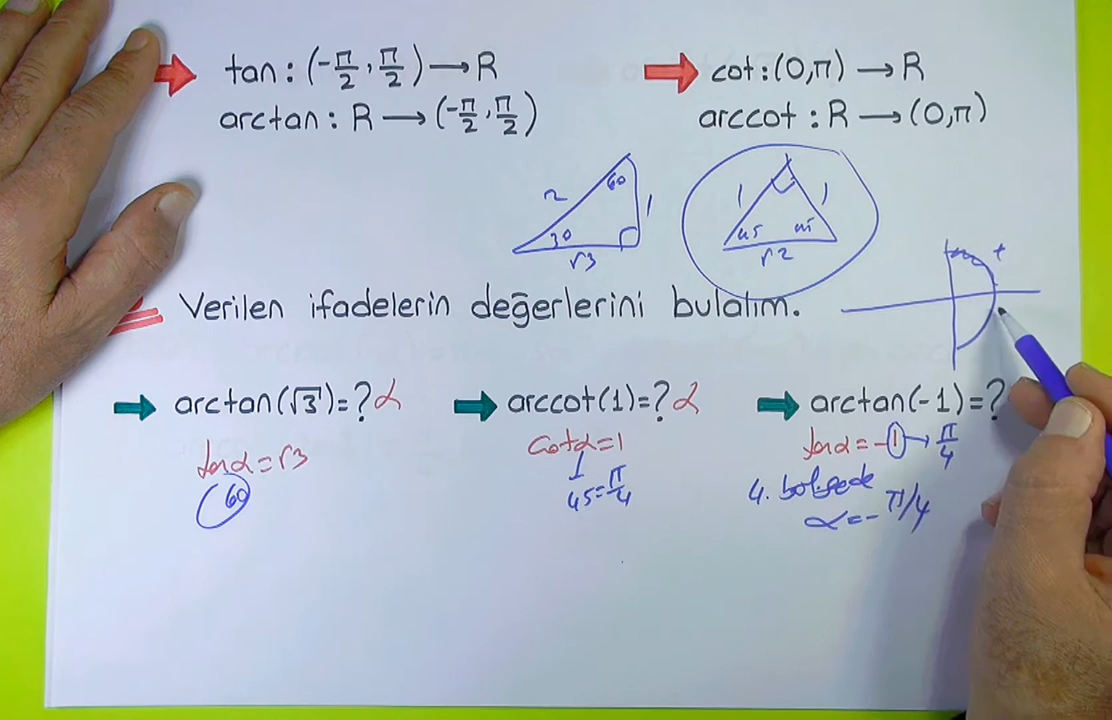 tan : (-π/2, π/2) → R
arctan : R → (-π/2, π/2)
cot : (0, π) → R
arccot : R → (0, π)
2 60 1
30
√3
1 1
45 45
√2
+
Verilen ifadelerin değerlerini bulalım.
arctan(√3)=? α
tanα = √3
60
arccot(1)=? α
cotα = 1
45 = π/4
arctan(-1)=?
tanα = -1 → π/4
4. bölgede
α = -π/4